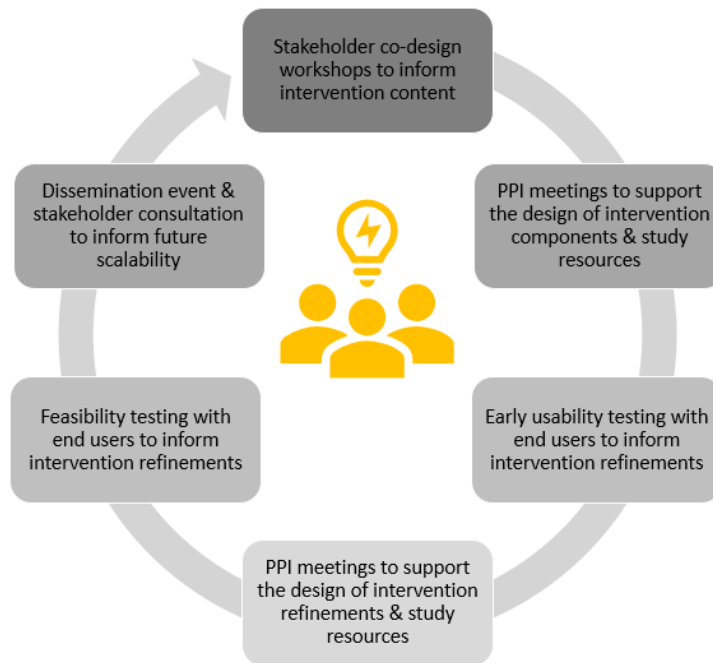 Stakeholder co-design
workshops to inform
intervention content
PPI meetings to support
the design of intervention
components & study
resources
Early usability testing with
end users to inform
intervention refinements
PPI meetings to support
the design of intervention
refinements & study
resources
Feasibility testing with
end users to inform
intervention refinements
Dissemination event &
stakeholder consultation
to inform future
scalability